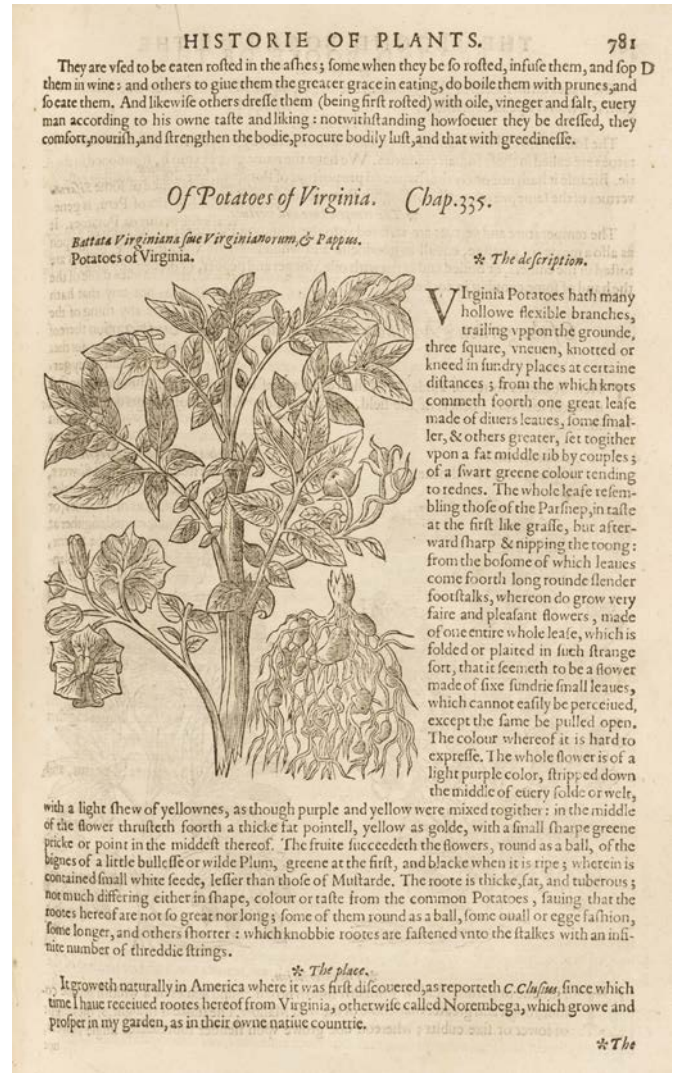 HISTORIE OF PLANTS. 781
They are vſed to be eaten roſted in the aſhes; ſome when they be ſo roſted, infuſe them, and ſop D
them in wine: and others to giue them the greater grace in eating, do boile them with prunes, and
ſo eate them. And likewiſe others dreſſe them (being firſt roſted) with oile, vineger and ſalt, euery
man according to his owne taſte and liking: notwithſtanding howſoeuer they be dreſſed, they
comfort, nouriſh, and ſtrengthen the bodie, procure bodily luſt, and that with greedineſſe.
Of Potatoes of Virginia. Chap.335.
Battata Virginiana ſiue Virginianorum, & Pappus.
Potatoes of Virginia.
* The deſcription.
VIrginia Potatoes hath many
hollowe flexible branches,
trailing vppon the grounde,
three ſquare, vneuen, knotted or
kneed in ſundry places at certaine
diſtances; from the which knots
commeth foorth one great leafe
made of diuers leaues, ſome ſmal-
ler, & others greater, ſet togither
vpon a fat middle rib by couples;
of a ſwart greene colour tending
to rednes. The whole leafe reſem-
bling thoſe of the Parſnep, in taſte
at the firſt like graſſe, but after-
ward ſharp & nipping the toong:
from the boſome of which leaues
come foorth long rounde ſlender
footſtalks, whereon do grow very
faire and pleaſant flowers, made
of one entire whole leafe, which is
folded or plaited in ſuch ſtrange
ſort, that it ſeemeth to be a flower
made of ſixe ſundrie ſmall leaues,
which cannot eaſily be perceiued,
except the ſame be pulled open.
The colour whereof it is hard to
expreſſe. The whole flower is of a
light purple color, ſtripped down
the middle of euery folde or welt,
with a light ſhew of yellownes, as though purple and yellow were mixed togither: in the middle
of the flower thruſteth foorth a thicke fat pointell, yellow as golde, with a ſmall ſharpe greene
pricke or point in the middeſt thereof. The fruite ſucceedeth the flowers, round as a ball, of the
bignes of a little bulleſſe or wilde Plum, greene at the firſt, and blacke when it is ripe; wherein is
contained ſmall white ſeede, leſſer than thoſe of Muſtarde. The roote is thicke, fat, and tuberous;
not much differing either in ſhape, colour or taſte from the common Potatoes, ſauing that the
rootes hereof are not ſo great nor long; ſome of them round as a ball, ſome ouall or egge faſhion,
ſome longer, and others ſhorter: which knobbie rootes are faſtened vnto the ſtalkes with an infi-
nite number of threddie ſtrings.
* The place.
It groweth naturally in America where it was firſt diſcouered, as reporteth C.Cluſius, ſince which
time I haue receiued rootes hereof from Virginia, otherwiſe called Norembega, which growe and
proſper in my garden, as in their owne natiue countrie.
* The